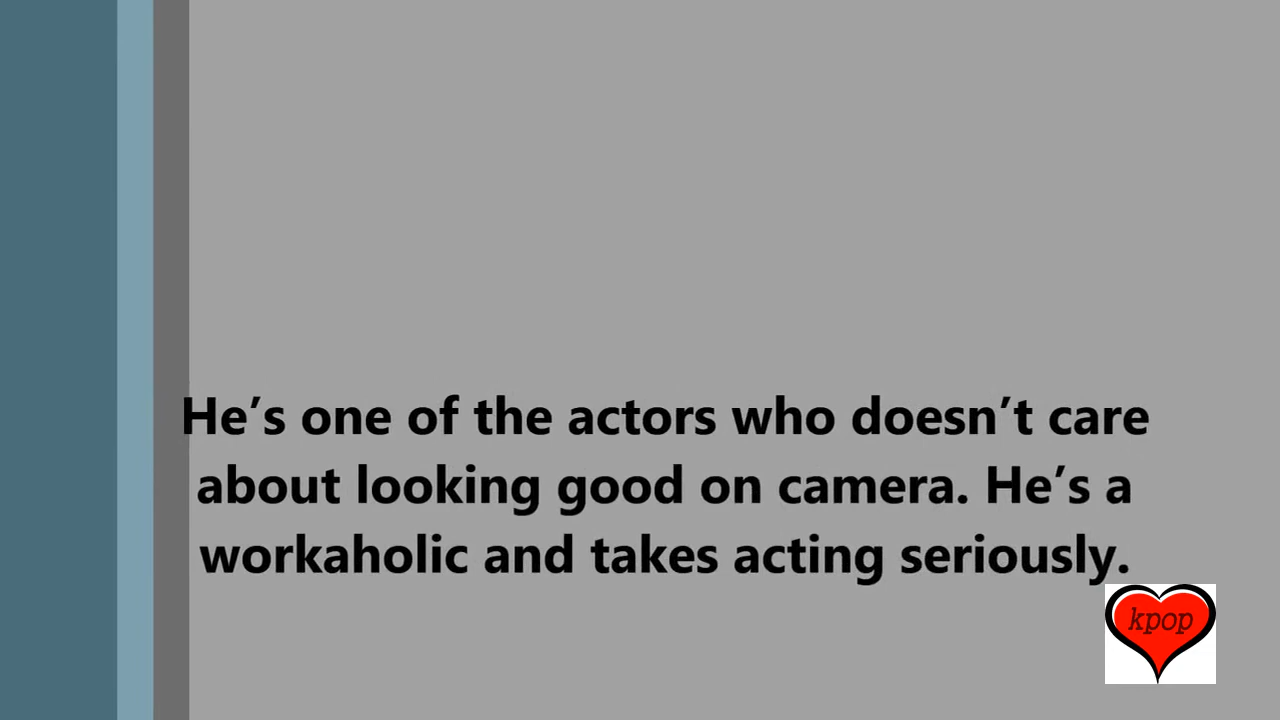 He’s one of the actors who doesn’t care
about looking good on camera. He’s a
workaholic and takes acting seriously.
kpop